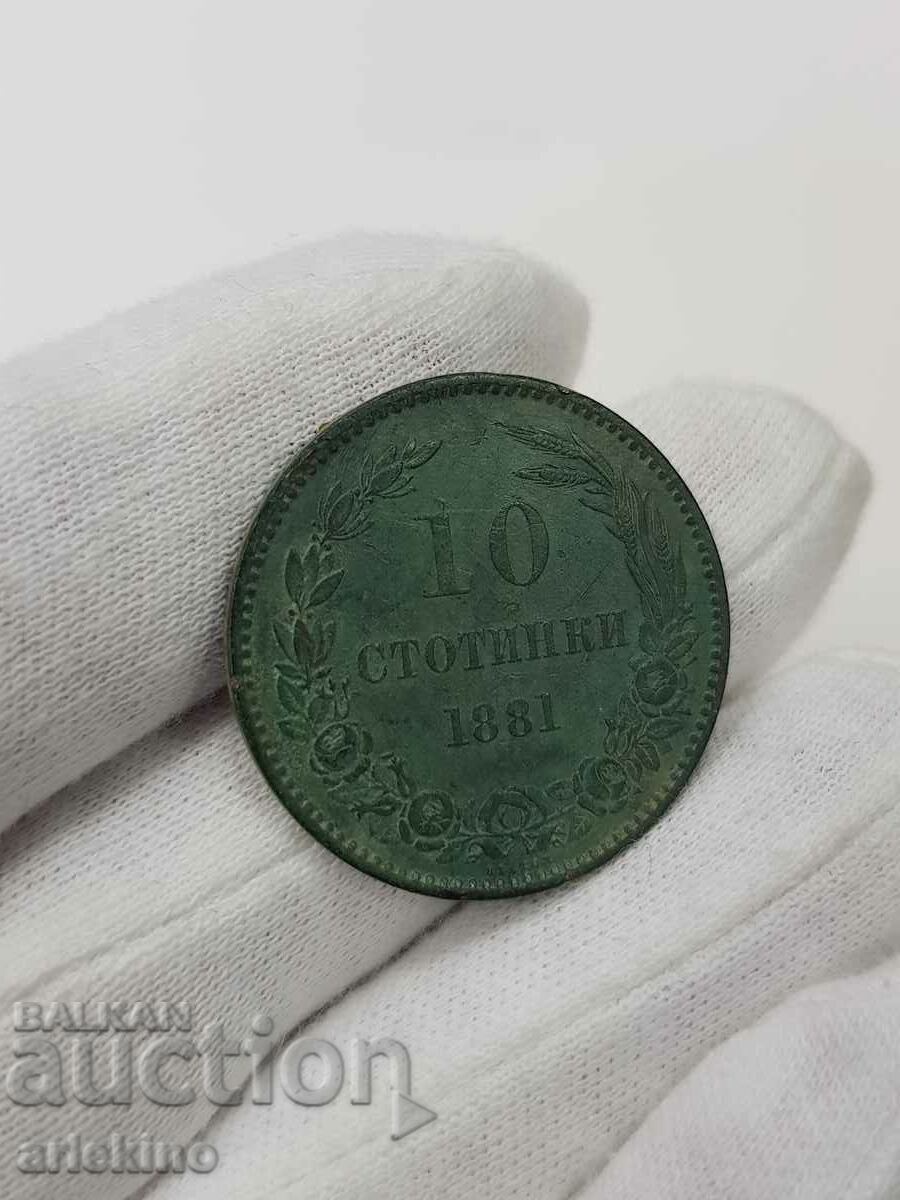 10
СТОТИНКИ
1881
BALKAN
auction
arlekino